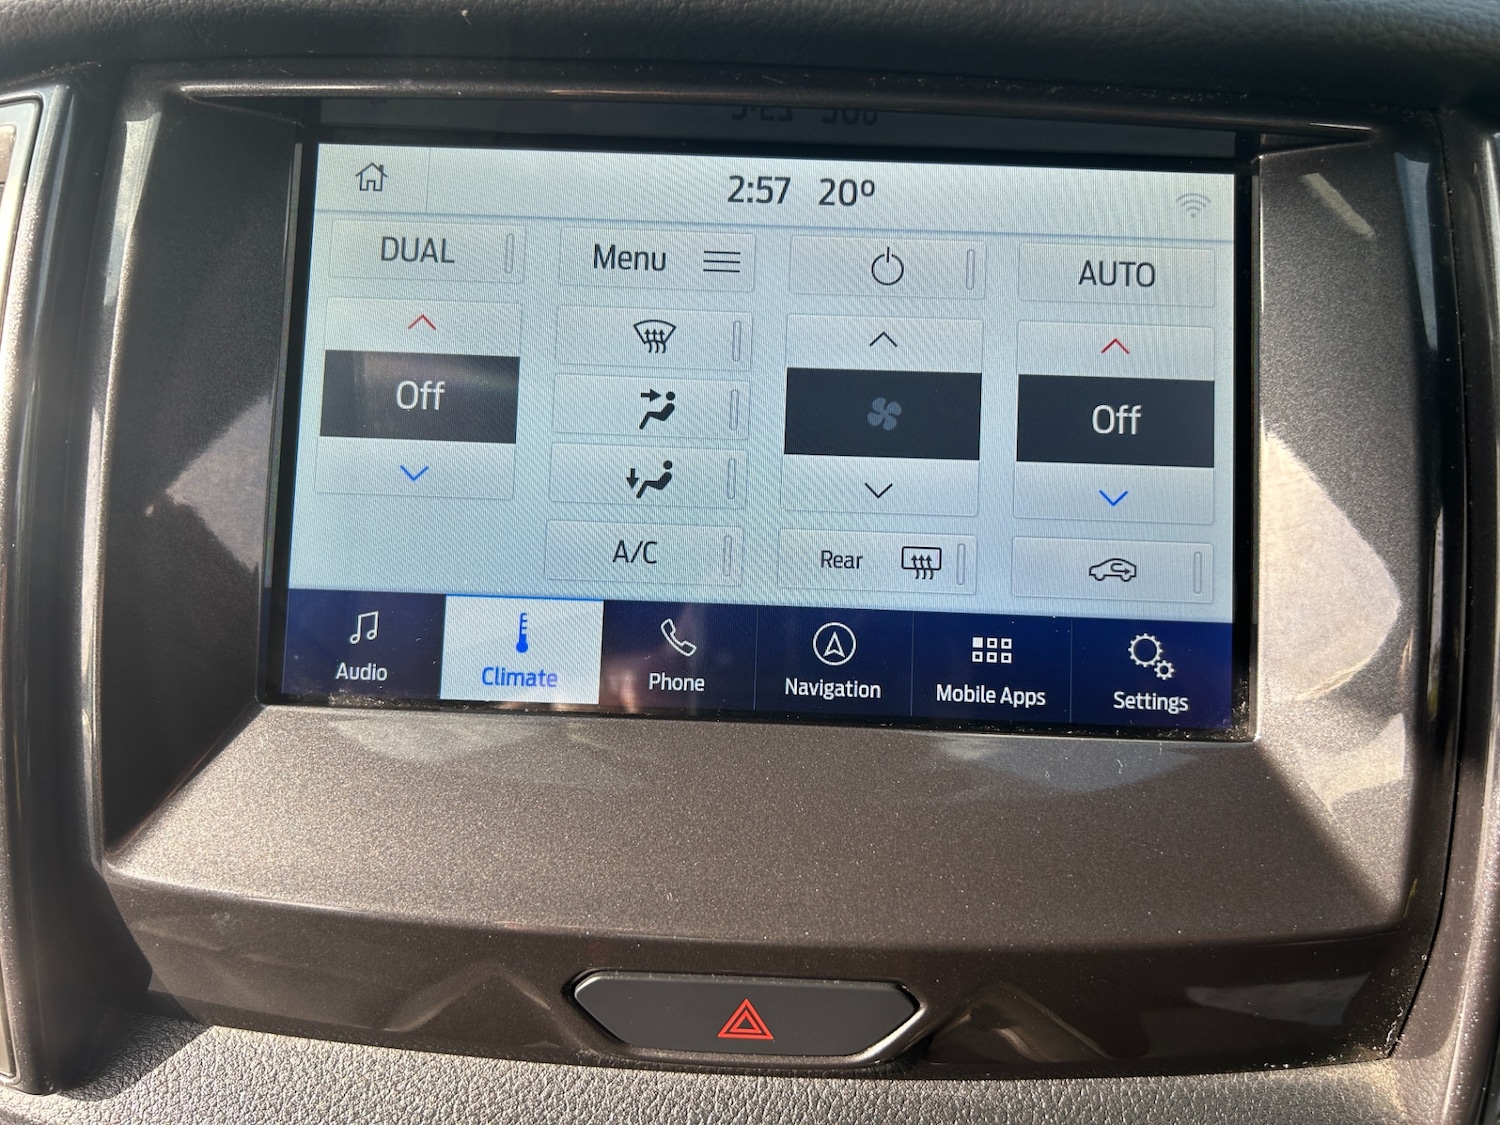 2:57 20°
DUAL
Menu
AUTO
Off
Off
A/C
Rear
Audio
Climate
Phone
Navigation
Mobile Apps
Settings